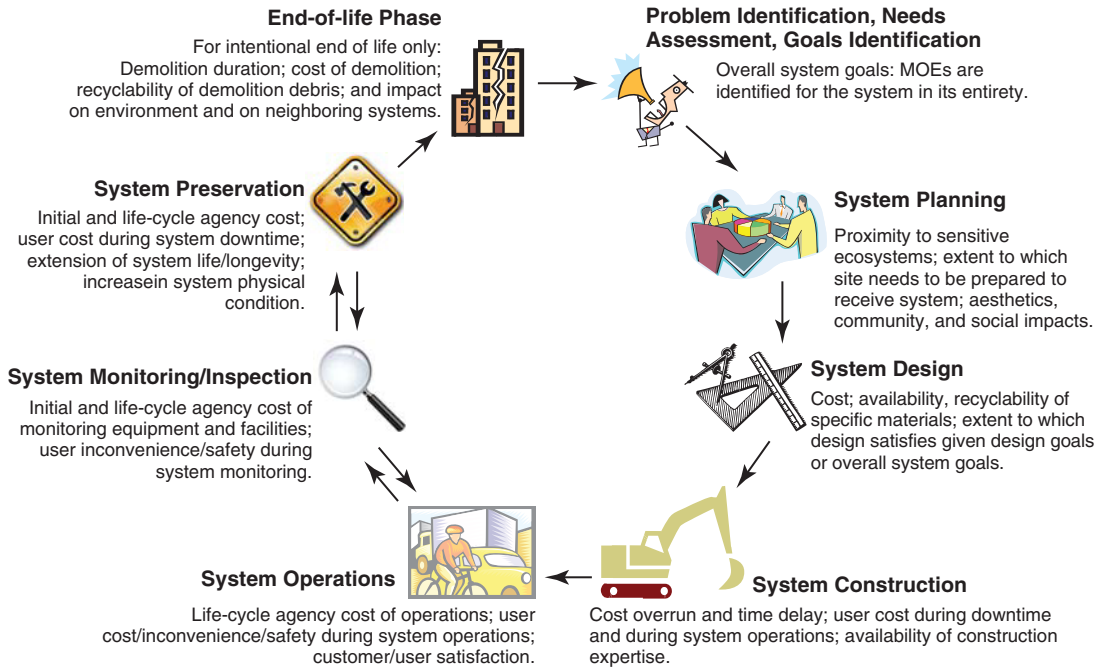 End-of-life Phase
For intentional end of life only:
Demolition duration; cost of demolition;
recyclability of demolition debris; and impact
on environment and on neighboring systems.
Problem Identification, Needs
Assessment, Goals Identification
Overall system goals: MOEs are
identified for the system in its entirety.
System Planning
Proximity to sensitive
ecosystems; extent to which
site needs to be prepared to
receive system; aesthetics,
community, and social impacts.
System Design
Cost; availability, recyclability of
specific materials; extent to which
design satisfies given design goals
or overall system goals.
System Construction
Cost overrun and time delay; user cost during downtime
and during system operations; availability of construction
expertise.
System Operations
Life-cycle agency cost of operations; user
cost/inconvenience/safety during system operations;
customer/user satisfaction.
System Monitoring/Inspection
Initial and life-cycle agency cost of
monitoring equipment and facilities;
user inconvenience/safety during
system monitoring.
System Preservation
Initial and life-cycle agency cost;
user cost during system downtime;
extension of system life/longevity;
increasein system physical
condition.